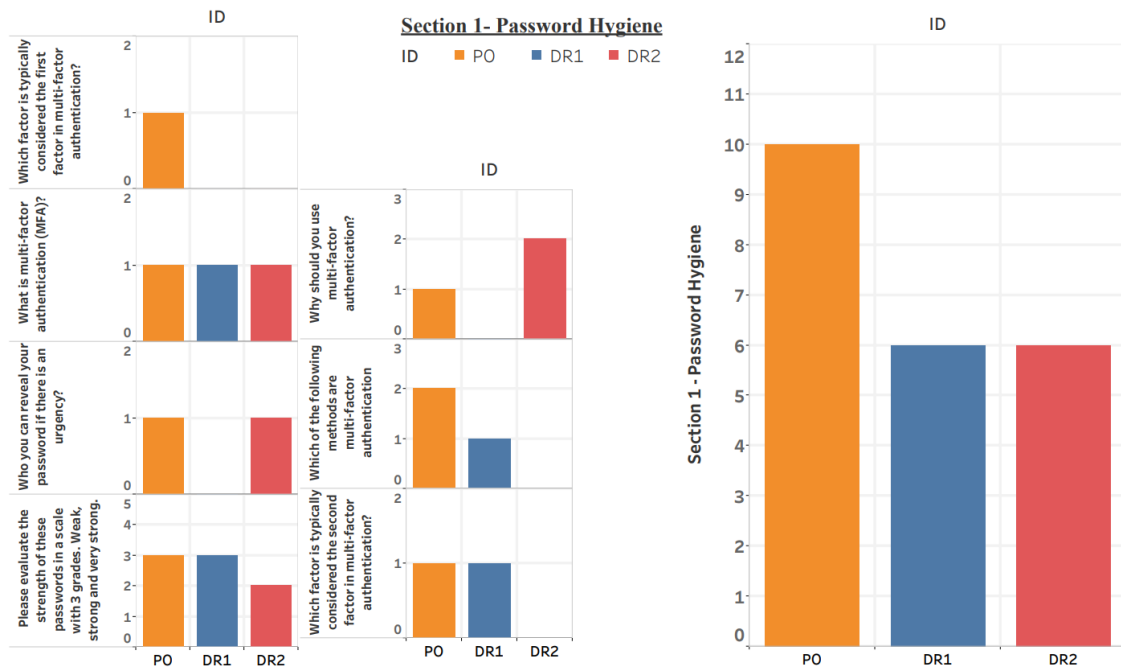 Section 1- Password Hygiene
ID PO DR1 DR2
ID
Which factor is typically
considered the first
factor in multi-factor
authentication?
2
1
0
What is multi-factor
authentication (MFA)?
2
1
0
Who you can reveal your
password if there is an
urgency?
2
1
0
Please evaluate the
strength of these
passwords in a scale
with 3 grades. Weak,
strong and very strong.
5
4
3
2
1
0
PO DR1 DR2
ID
Why should you use
multi-factor
authentication?
3
2
1
0
Which of the following
methods are
multi-factor
authentication
3
2
1
0
Which factor is typically
considered the second
factor in multi-factor
authentication?
2
1
0
PO DR1 DR2
ID
Section 1 - Password Hygiene
12
11
10
9
8
7
6
5
4
3
2
1
0
PO DR1 DR2